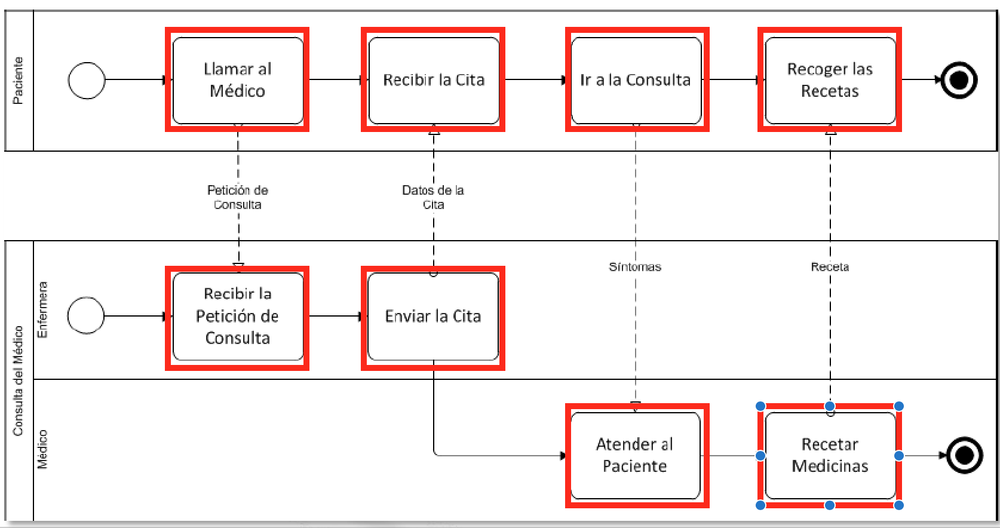 Paciente
Llamar al
Médico
Recibir la Cita
Ir a la Consulta
Recoger las
Recetas
Petición de
Consulta
Datos de la
Cita
Síntomas
Receta
Consulta del Médico
Enfermera
Recibir la
Petición de
Consulta
Enviar la Cita
Médico
Atender al
Paciente
Recetar
Medicinas